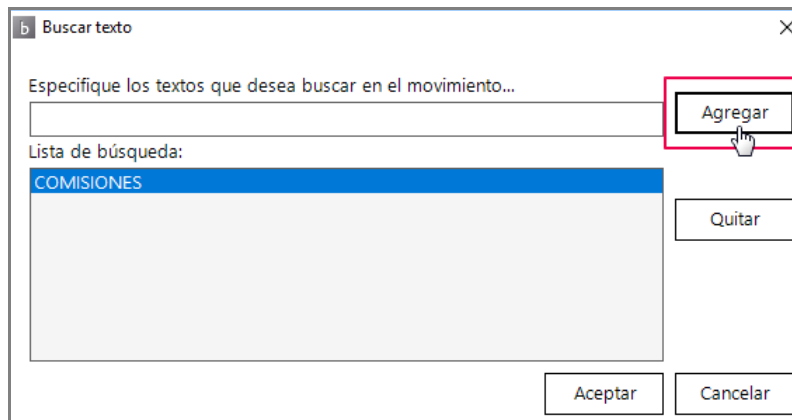 b Buscar texto
Especifique los textos que desea buscar en el movimiento...
Agregar
Lista de búsqueda:
COMISIONES
Quitar
Aceptar Cancelar